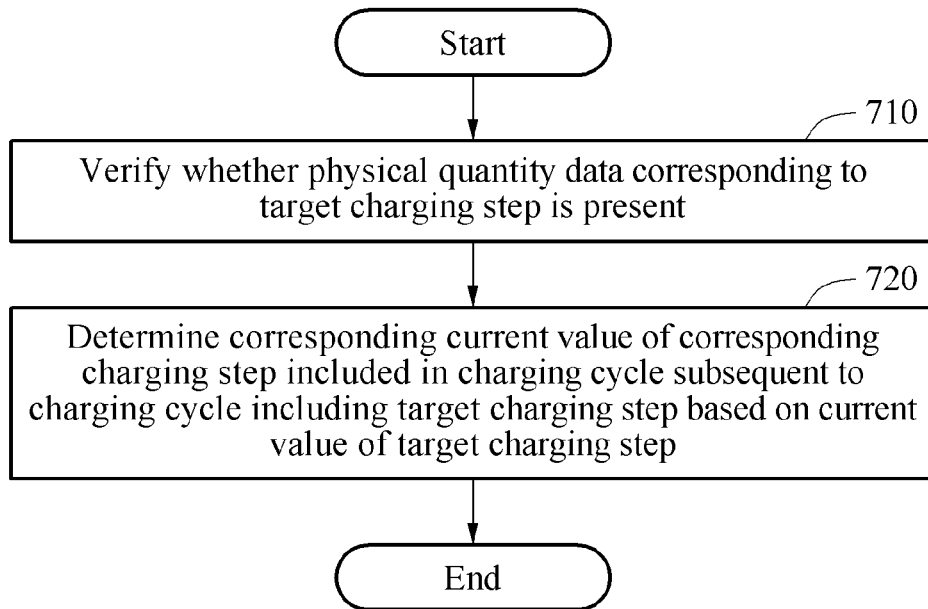 Start
710
Verify whether physical quantity data corresponding to
target charging step is present
720
Determine corresponding current value of corresponding
charging step included in charging cycle subsequent to
charging cycle including target charging step based on current
value of target charging step
End